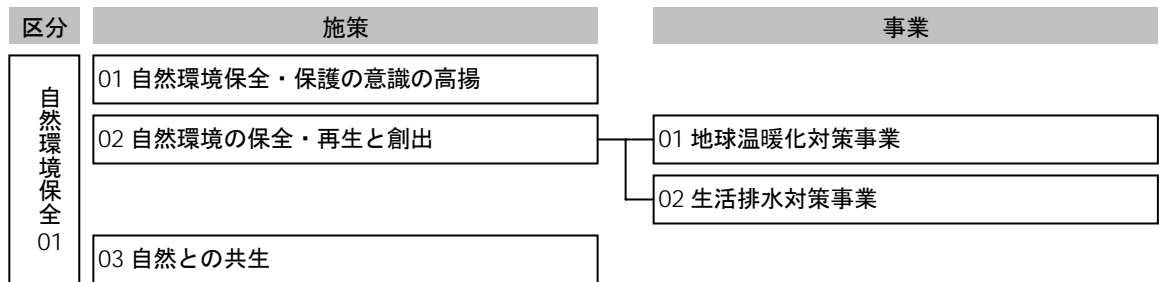 区分 施策 事業
自然環境保全 01
01 自然環境保全・保護の意識の高揚
02 自然環境の保全・再生と創出
01 地球温暖化対策事業
02 生活排水対策事業
03 自然との共生